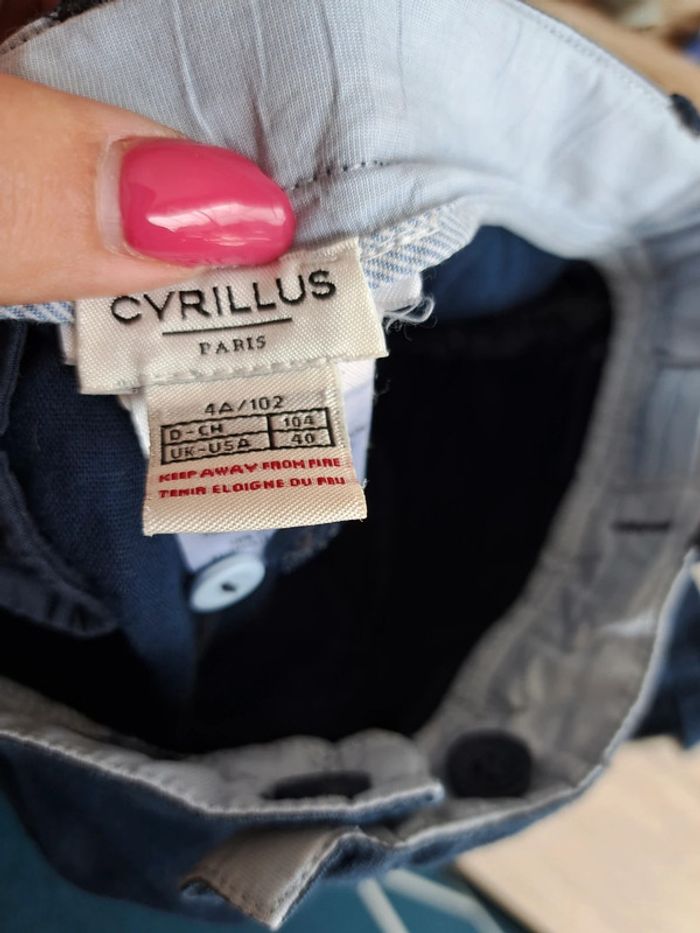 CYRILLUS
PARIS
4A/102
D-CH 104
UK-USA 40
KEEP AWAY FROM FIRE
TENIR ELOIGNE DU FEU